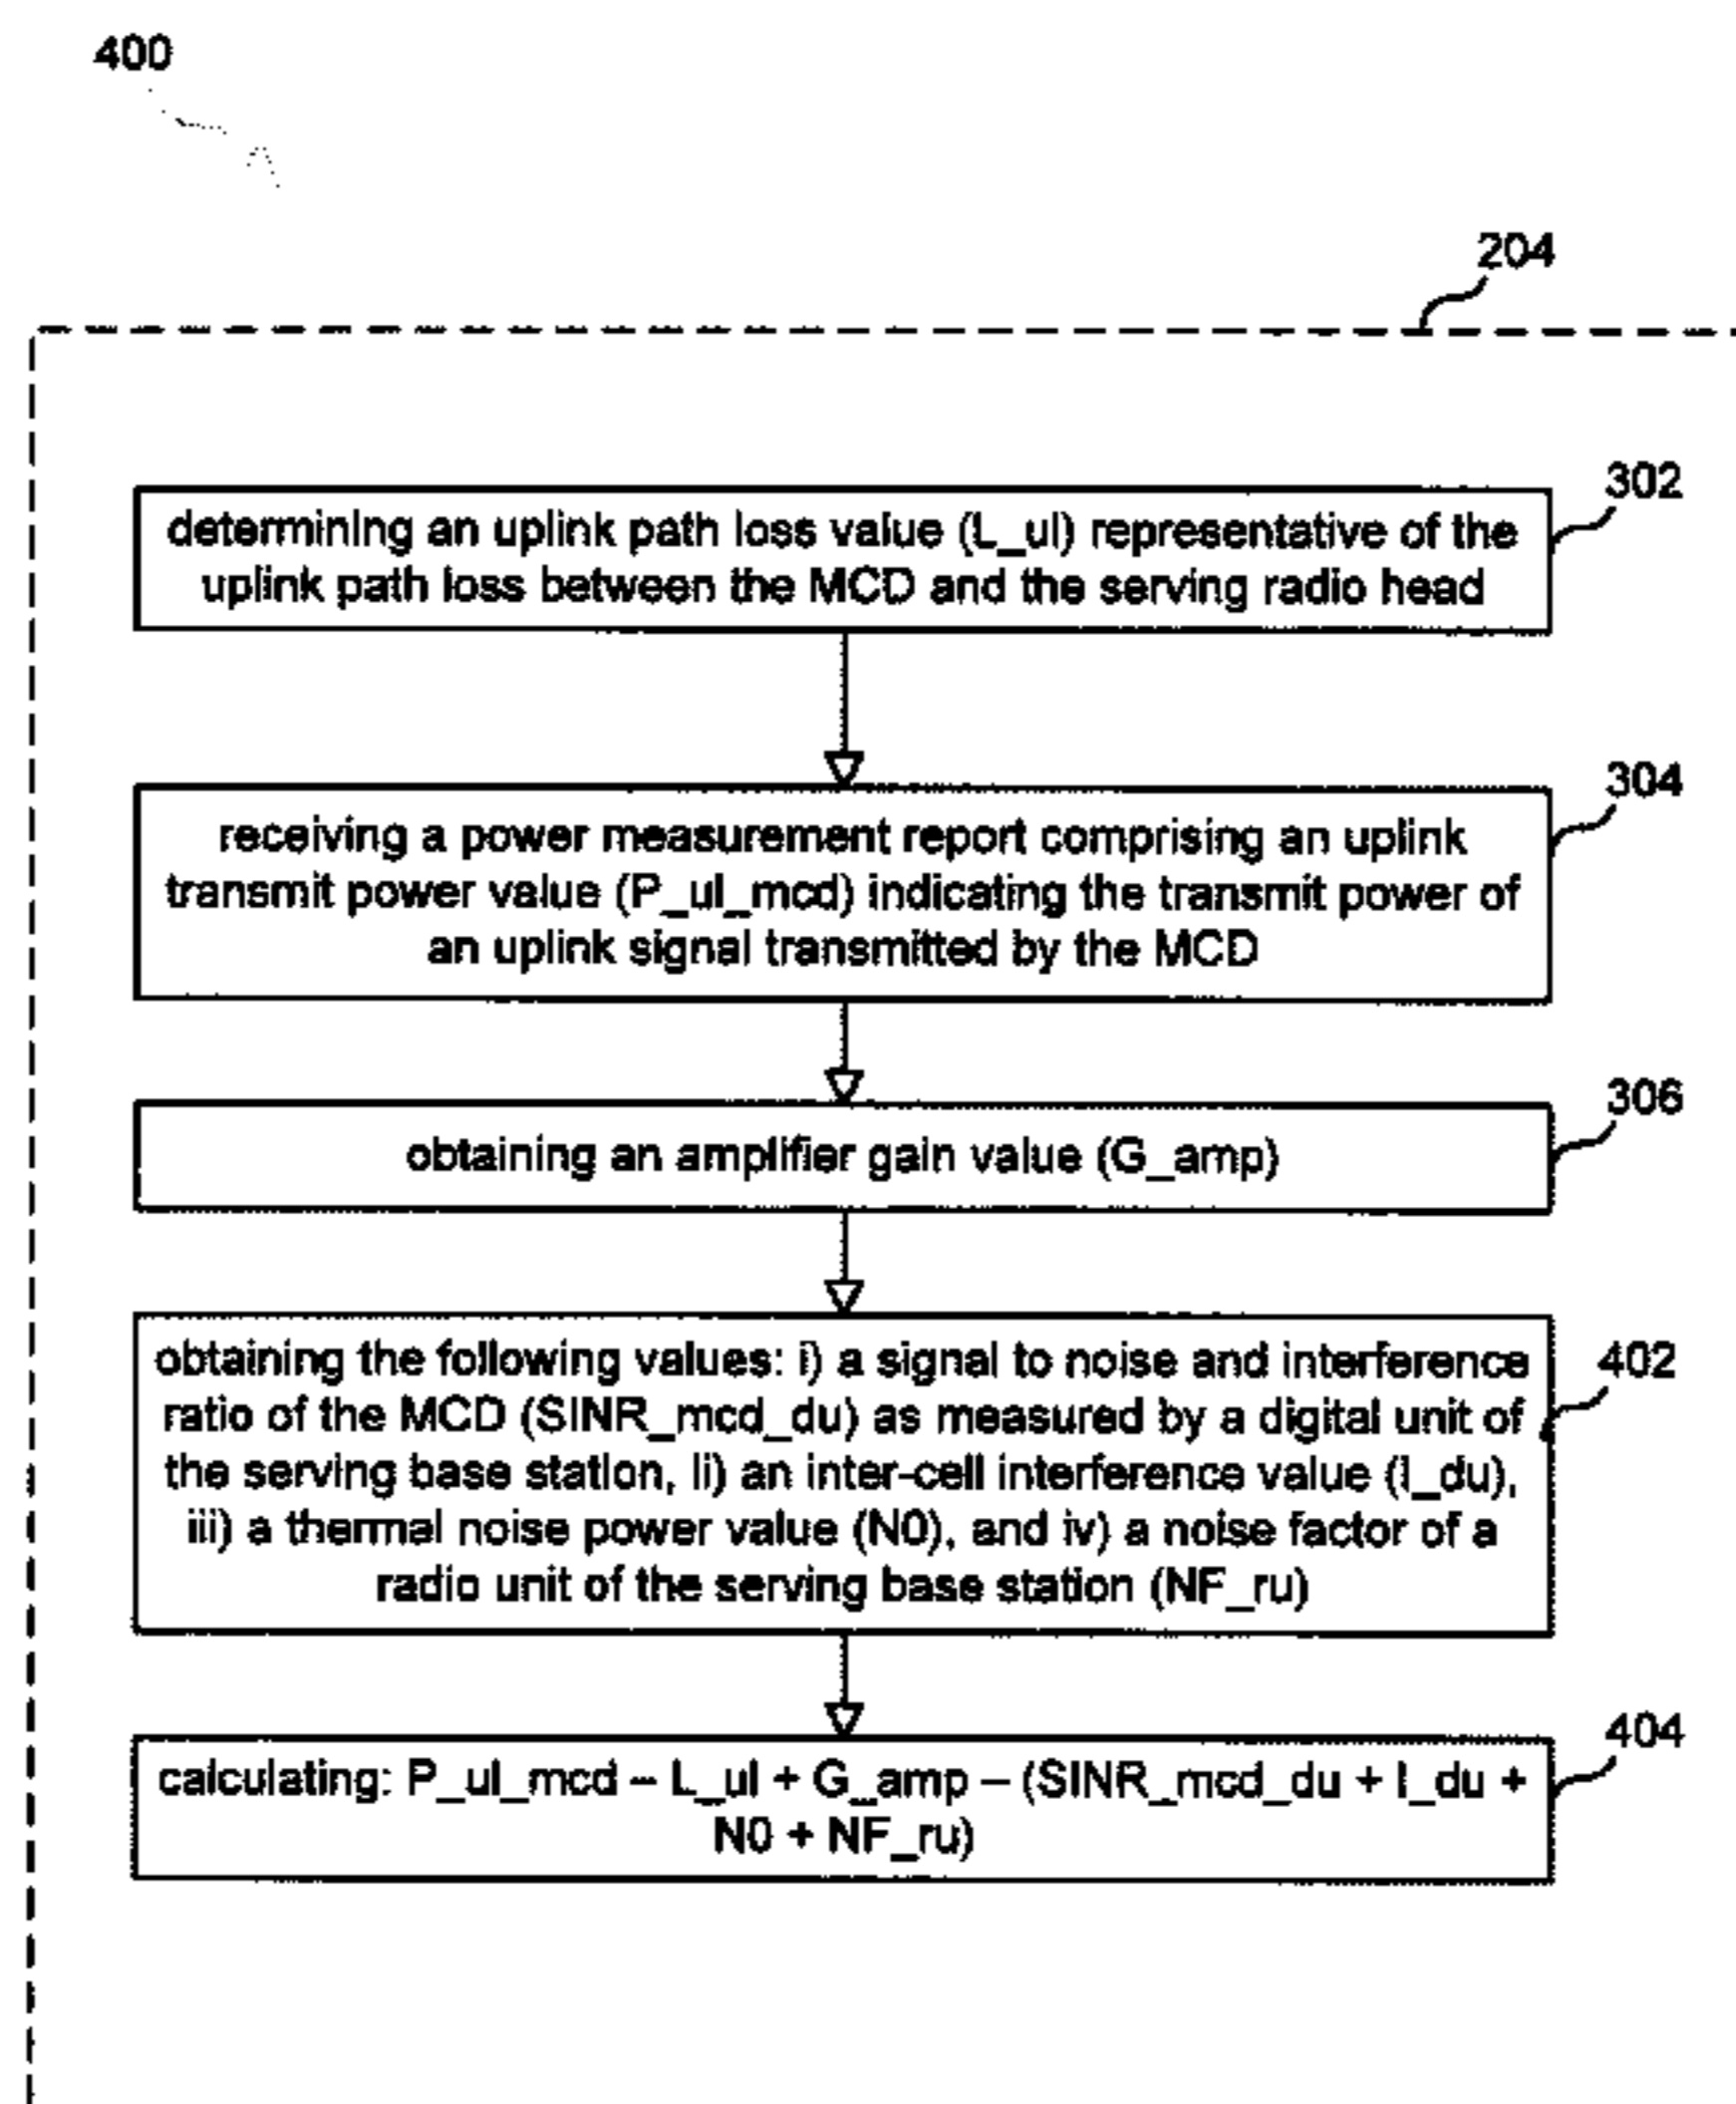 400
204
302
determining an uplink path loss value (L_ul) representative of the
uplink path loss between the MCD and the serving radio head
304
receiving a power measurement report comprising an uplink
transmit power value (P_ul_mcd) indicating the transmit power of
an uplink signal transmitted by the MCD
306
obtaining an amplifier gain value (G_amp)
402
obtaining the following values: i) a signal to noise and interference
ratio of the MCD (SINR_mcd_du) as measured by a digital unit of
the serving base station, ii) an inter-cell interference value (I_du),
iii) a thermal noise power value (N0), and iv) a noise factor of a
radio unit of the serving base station (NF_ru)
404
calculating: P_ul_mcd – L_ul + G_amp – (SINR_mcd_du + I_du +
N0 + NF_ru)